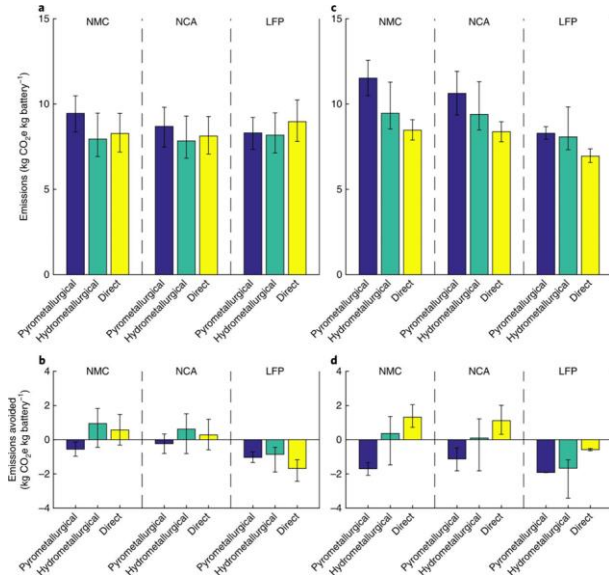 a
NMC NCA LFP
Emissions (kg CO₂e kg battery⁻¹)
15
10
5
0
Pyrometallurgical Hydrometallurgical Direct Pyrometallurgical Hydrometallurgical Direct Pyrometallurgical Hydrometallurgical Direct
c
NMC NCA LFP
15
10
5
0
Pyrometallurgical Hydrometallurgical Direct Pyrometallurgical Hydrometallurgical Direct Pyrometallurgical Hydrometallurgical Direct
b
NMC NCA LFP
Emissions avoided
(kg CO₂e kg battery⁻¹)
4
2
0
−2
−4
Pyrometallurgical Hydrometallurgical Direct Pyrometallurgical Hydrometallurgical Direct Pyrometallurgical Hydrometallurgical Direct
d
NMC NCA LFP
4
2
0
−2
−4
Pyrometallurgical Hydrometallurgical Direct Pyrometallurgical Hydrometallurgical Direct Pyrometallurgical Hydrometallurgical Direct